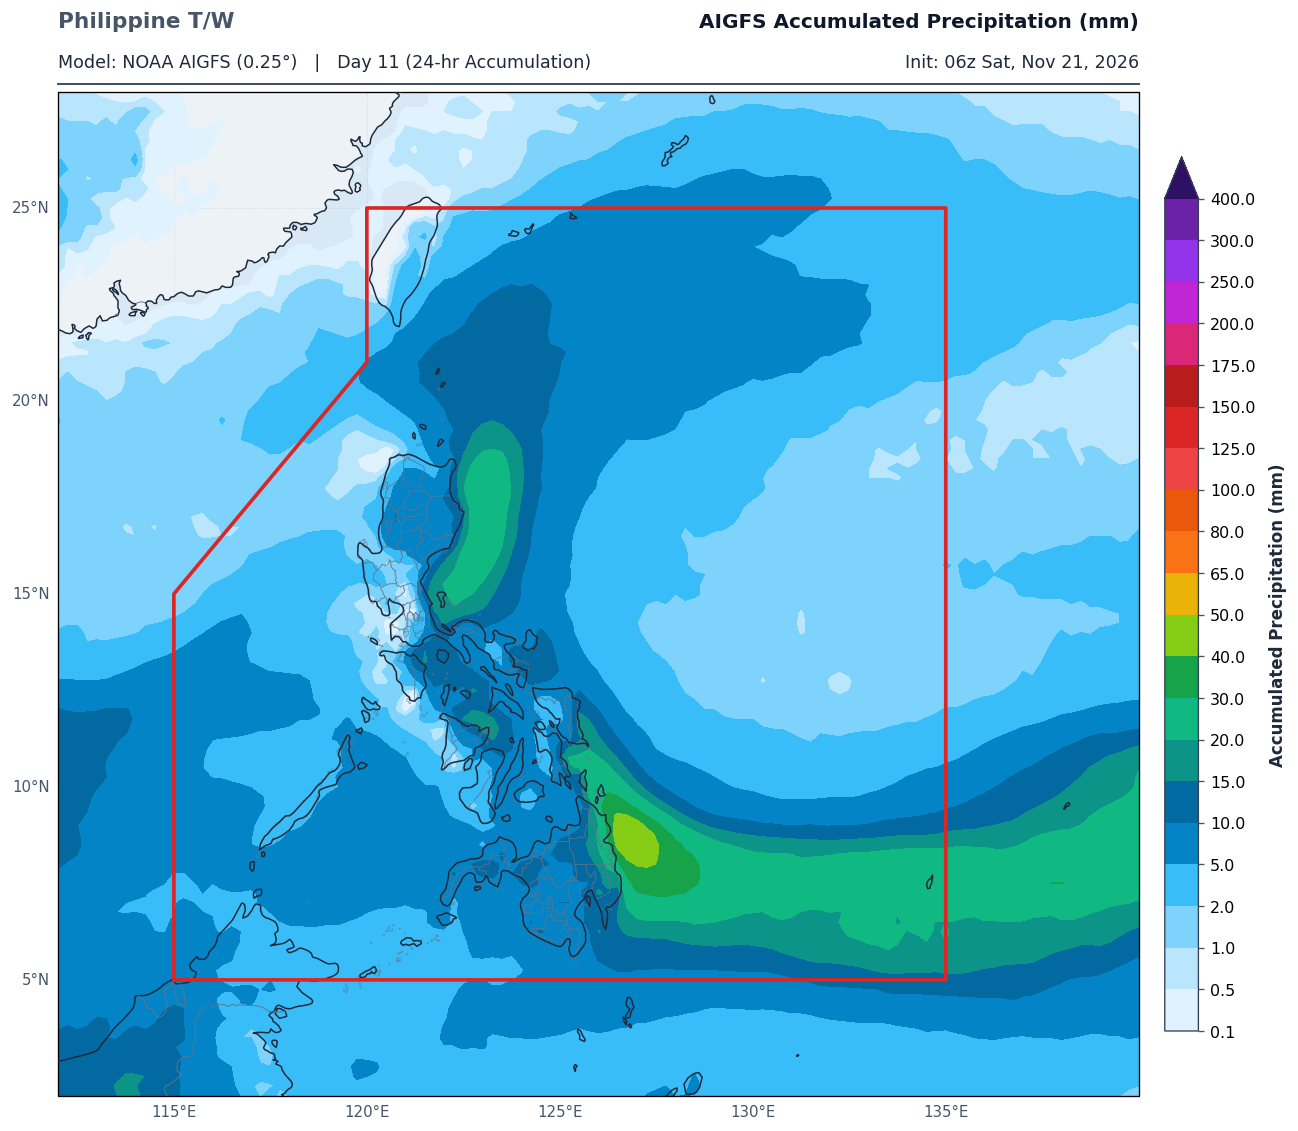 Philippine T/W
AIGFS Accumulated Precipitation (mm)
Model: NOAA AIGFS (0.25°)   |   Day 11 (24-hr Accumulation)
Init: 06z Sat, Nov 21, 2026
25°N
20°N
15°N
10°N
5°N
115°E
120°E
125°E
130°E
135°E
400.0
300.0
250.0
200.0
175.0
150.0
125.0
100.0
80.0
65.0
50.0
40.0
30.0
20.0
15.0
10.0
5.0
2.0
1.0
0.5
0.1
Accumulated Precipitation (mm)